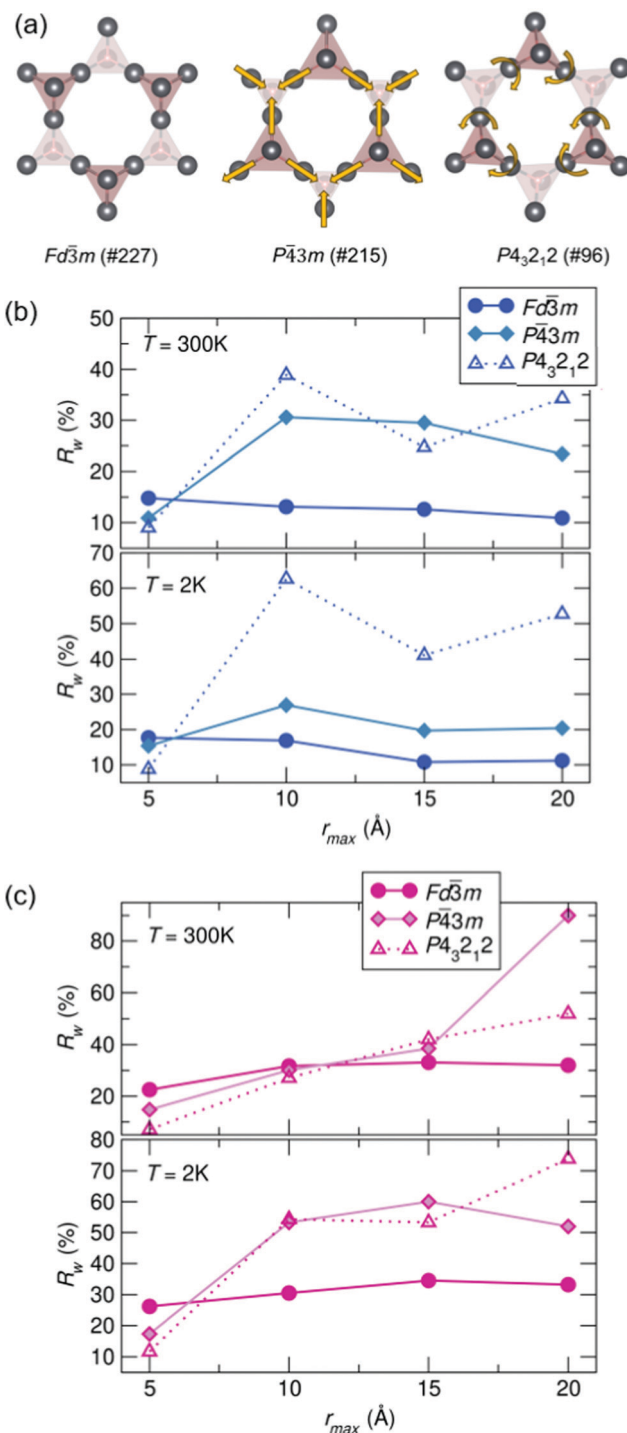 (a)
Fd3̅m (#227) P4̅3m (#215) P4₃2₁2 (#96)
(b)
Fd3̅m
P4̅3m
P4₃2₁2
T = 300K
R_w (%)
50
40
30
20
10
T = 2K
R_w (%)
70
60
50
40
30
20
10
5 10 15 20
r_max (Å)
(c)
Fd3̅m
P4̅3m
P4₃2₁2
T = 300K
R_w (%)
80
60
40
20
T = 2K
R_w (%)
80
70
60
50
40
30
20
10
5 10 15 20
r_max (Å)